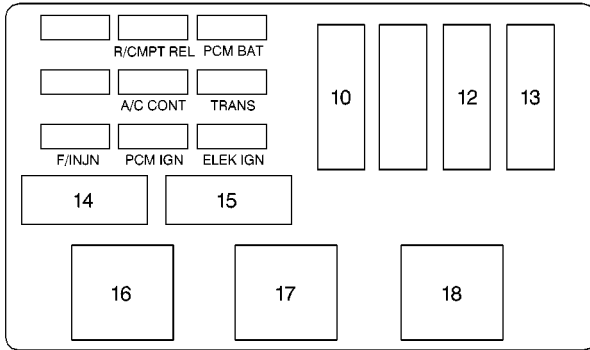 R/CMPT REL PCM BAT
A/C CONT TRANS
F/INJN PCM IGN ELEK IGN
10 12 13
14 15
16 17 18